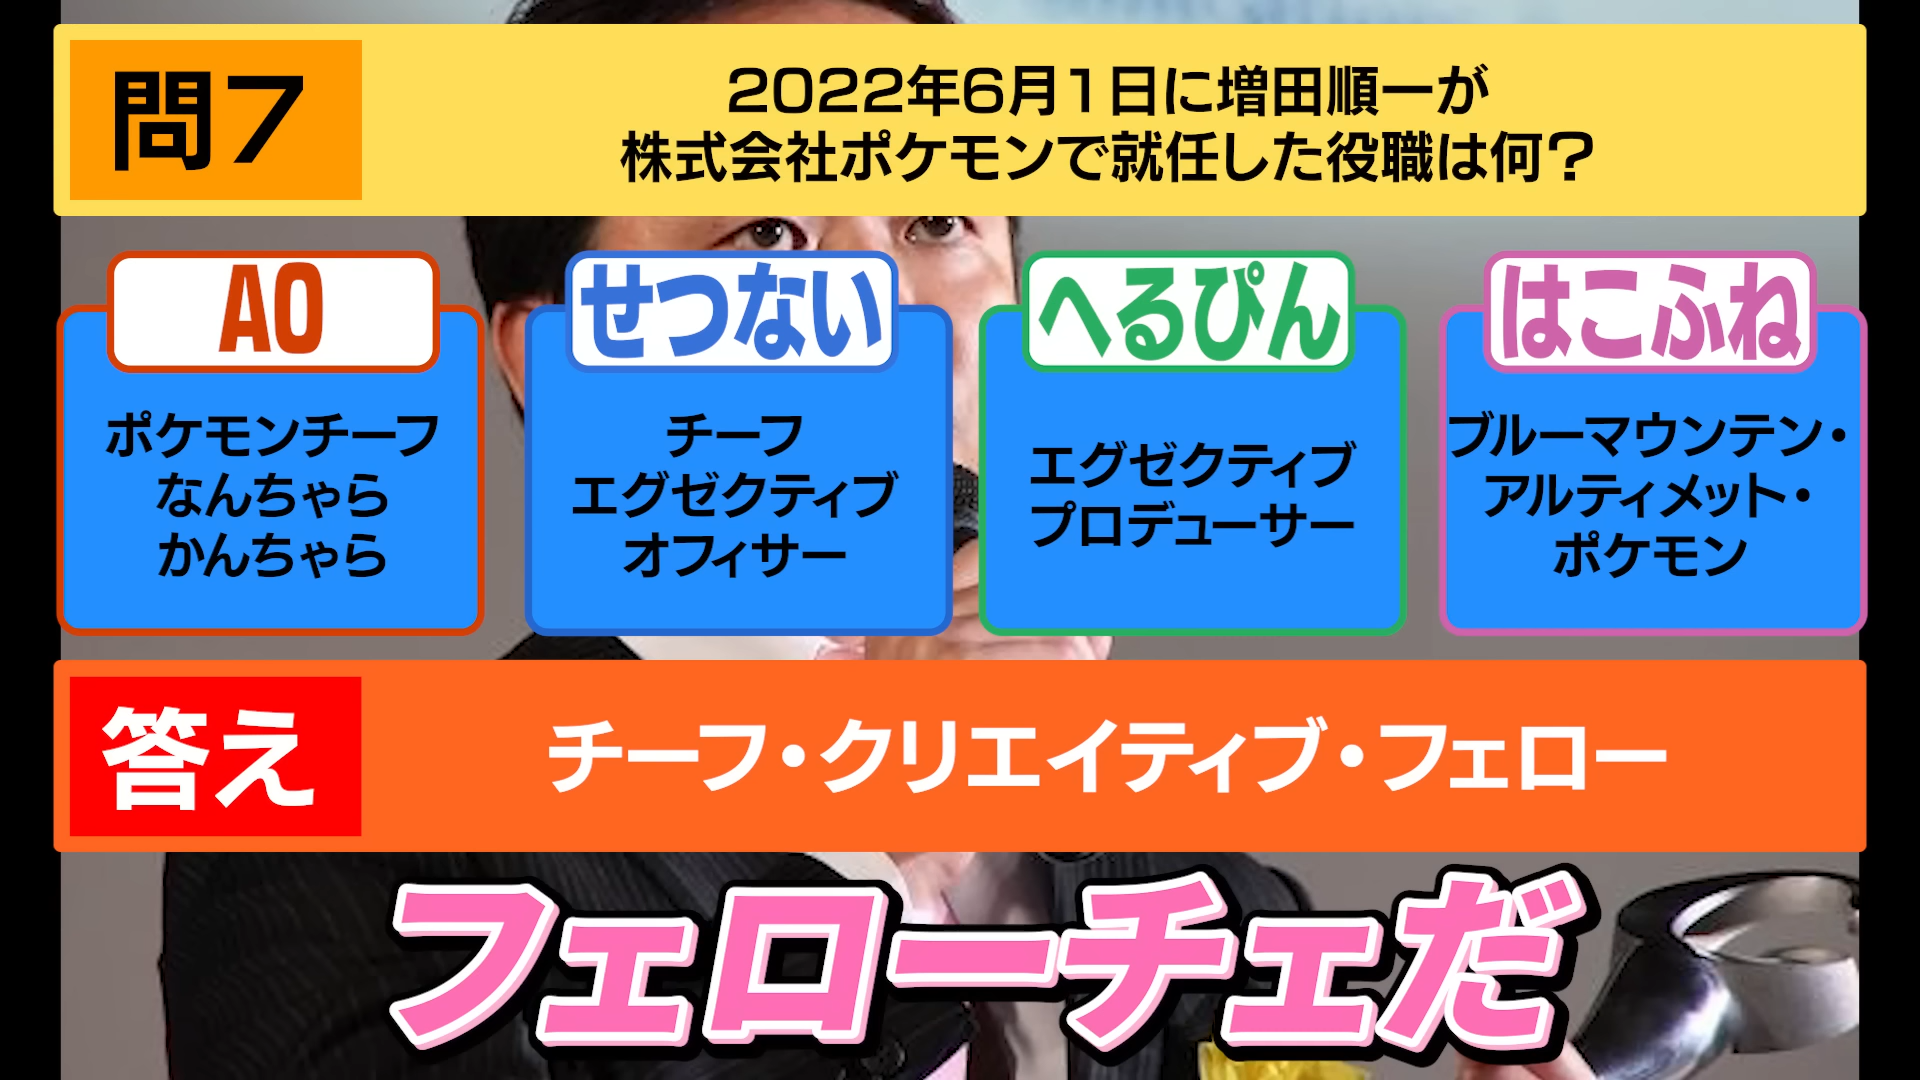 問7
2022年6月1日に増田順一が
株式会社ポケモンで就任した役職は何？
AO
ポケモンチーフ
なんちゃら
かんちゃら
せつない
チーフ
エグゼクティブ
オフィサー
へるぴん
エグゼクティブ
プロデューサー
はこふね
ブルーマウンテン・
アルティメット・
ポケモン
答え
チーフ・クリエイティブ・フェロー
フェローチェだ